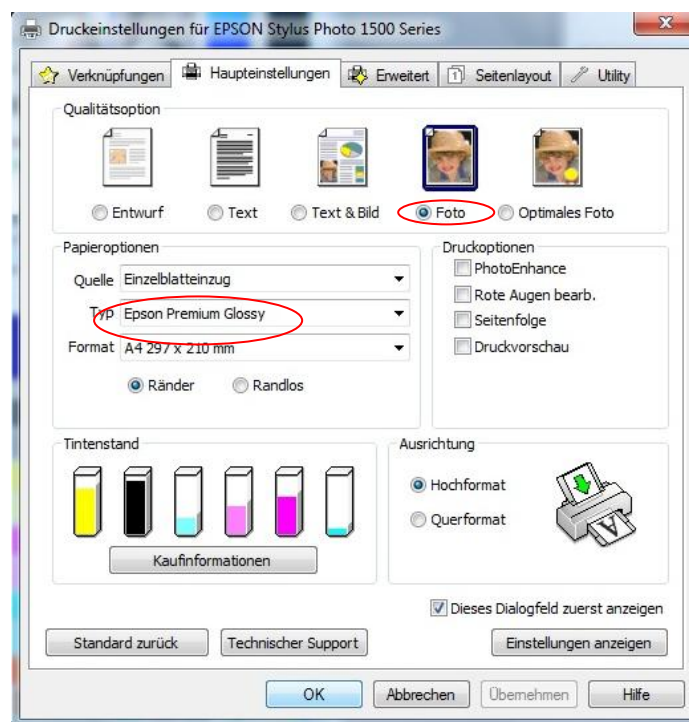 Druckeinstellungen für EPSON Stylus Photo 1500 Series
Verknüpfungen Haupteinstellungen Erweitert 1 Seitenlayout Utility
Qualitätsoption
Entwurf Text Text & Bild Foto Optimales Foto
Papieroptionen Druckoptionen
Quelle Einzelblatteinzug PhotoEnhance
Rote Augen bearb.
Typ Epson Premium Glossy Seitenfolge
Format A4 297 x 210 mm Druckvorschau
Ränder Randlos
Tintenstand Ausrichtung
Hochformat
Querformat
A
Kaufinformationen
Dieses Dialogfeld zuerst anzeigen
Standard zurück Technischer Support Einstellungen anzeigen
OK Abbrechen Übernehmen Hilfe